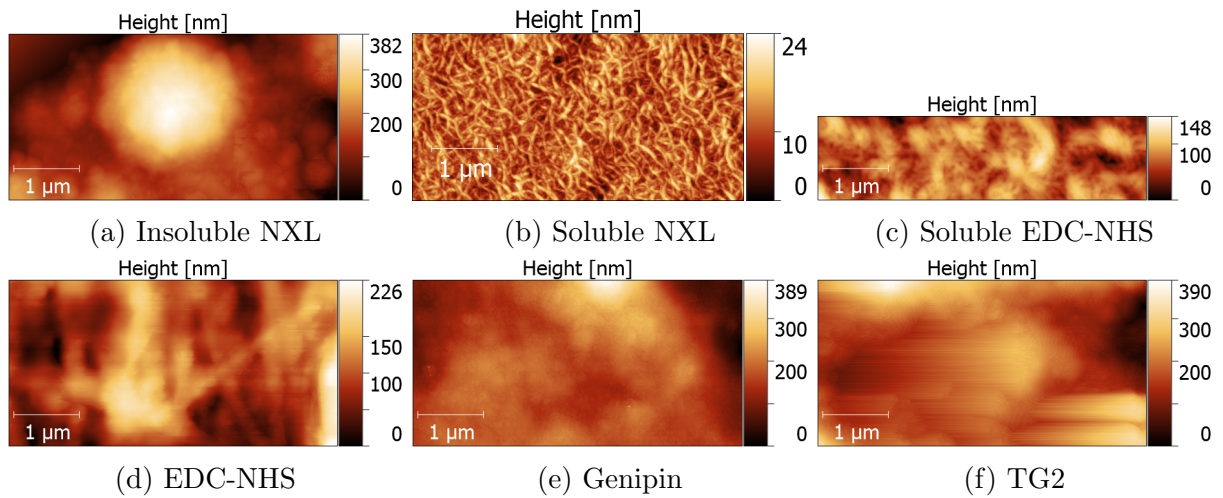 Height [nm]
382
300
200
0
1 µm
(a) Insoluble NXL
Height [nm]
24
10
0
1 µm
(b) Soluble NXL
Height [nm]
148
100
0
1 µm
(c) Soluble EDC-NHS
Height [nm]
226
150
100
0
1 µm
(d) EDC-NHS
Height [nm]
389
300
200
0
1 µm
(e) Genipin
Height [nm]
390
300
200
0
1 µm
(f) TG2